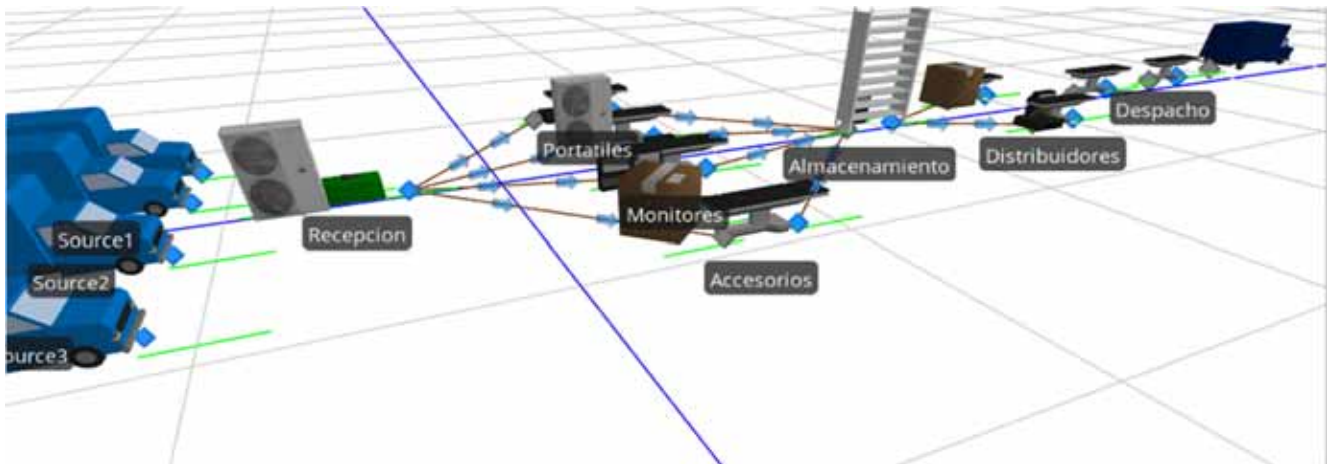 Portatiles
Almacenamiento
Despacho
Distribuidores
Monitores
Source1
Recepcion
Source2
Accesorios
ource3